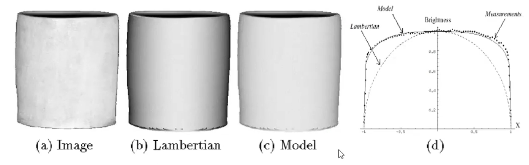 Model
Brightness
Lambertian
Measurements
0.8
0.6
0.4
0.2
-1
-0.5
0.5
1
X
(a) Image
(b) Lambertian
(c) Model
(d)